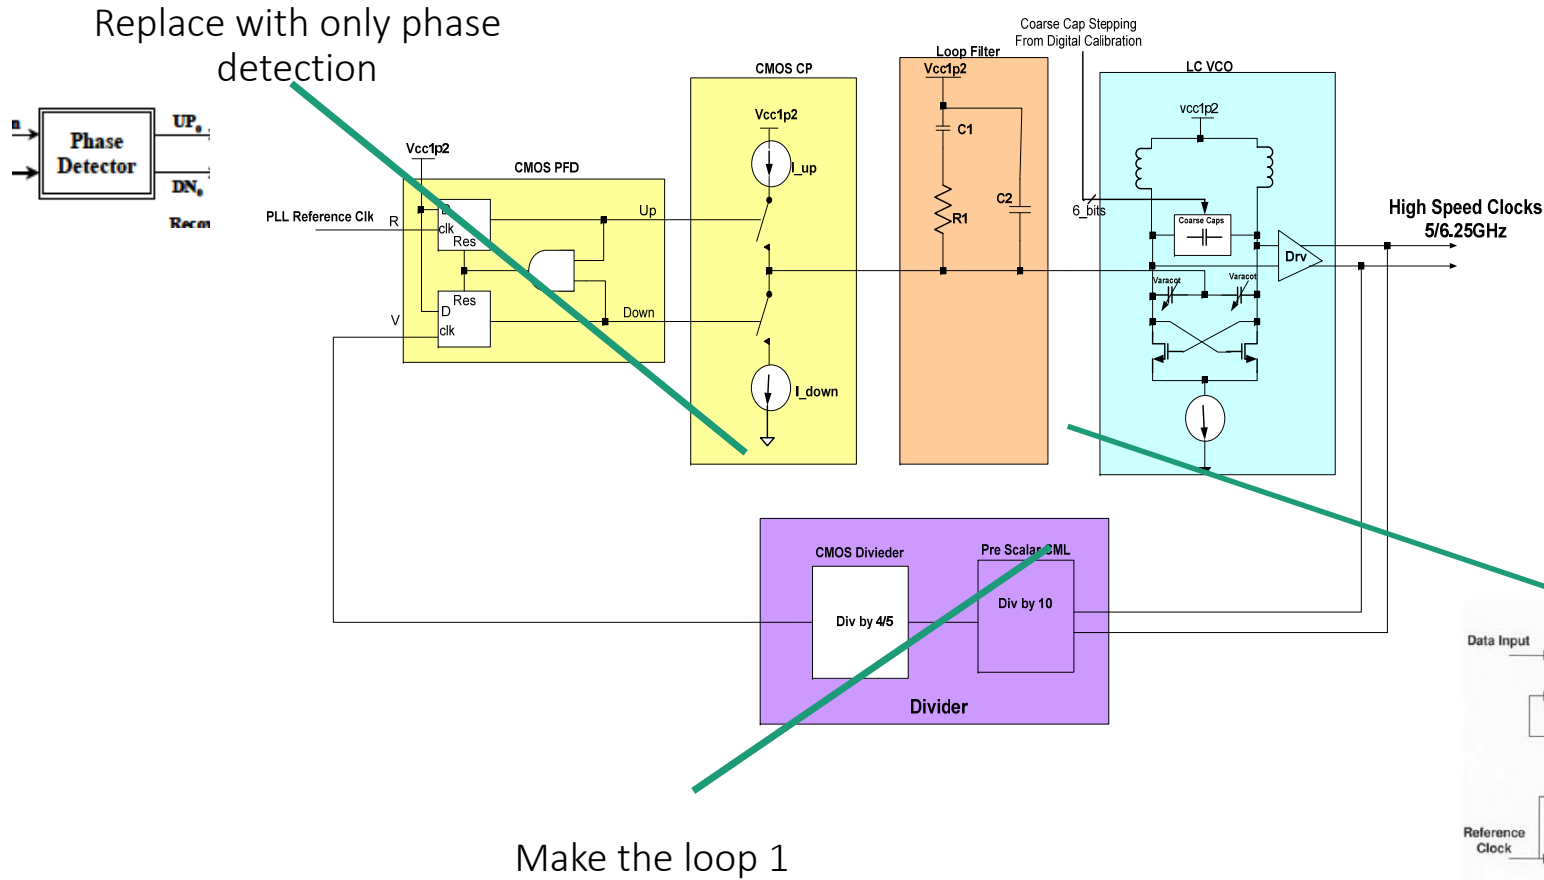 Replace with only phase
detection
n
Phase
Detector
UP0
DN0
Recov
Vcc1p2
CMOS PFD
PLL Reference Clk
R
D
clk
Res
Res
D
clk
V
Up
Down
CMOS CP
Vcc1p2
I_up
I_down
Loop Filter
Vcc1p2
C1
R1
C2
Coarse Cap Stepping
From Digital Calibration
6_bits
LC VCO
vcc1p2
Coarse Caps
Varacot
Varacot
Drv
High Speed Clocks
5/6.25GHz
CMOS Divieder
Div by 4/5
Pre Scalar CML
Div by 10
Divider
Make the loop 1
Data Input
Reference
Clock